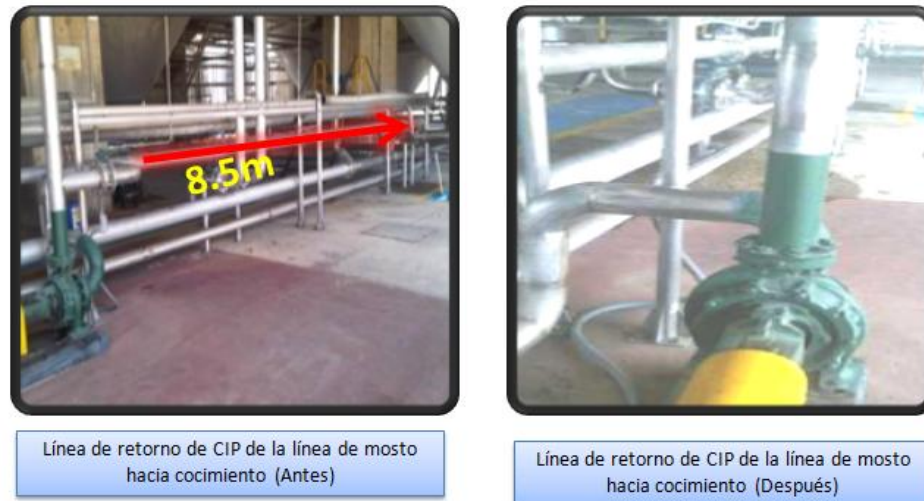 8.5m
Línea de retorno de CIP de la línea de mosto
hacia cocimiento (Antes)
Línea de retorno de CIP de la línea de mosto
hacia cocimiento (Después)